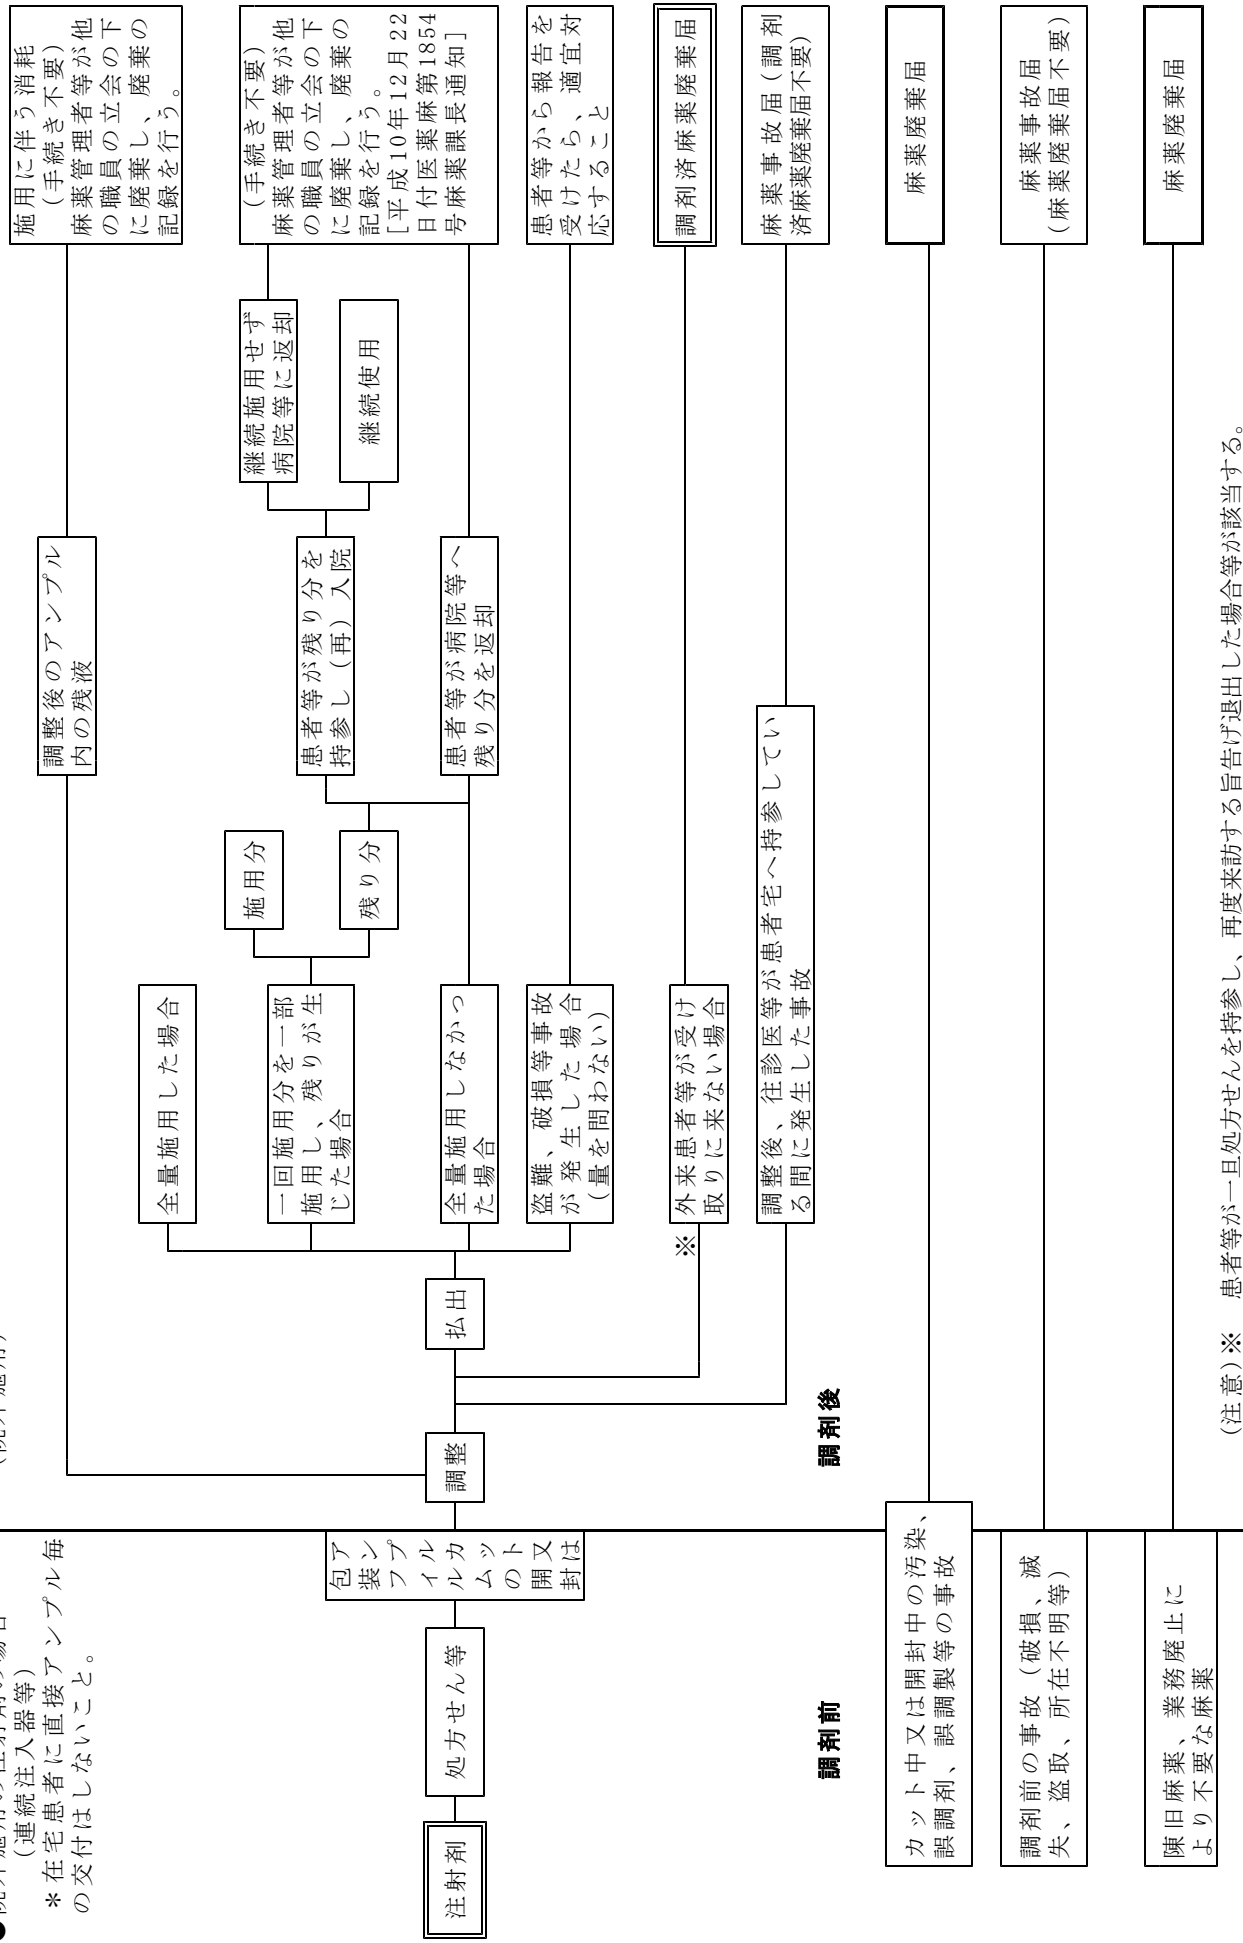 (連続注入器等)
＊在宅患者に直接アンプル毎
の交付はしないこと。
注射剤
処方せん等
アンプルカット又は
包装フィルムの開封
調整
払出
調整後のアンプル
内の残液
施用に伴う消耗
(手続き不要)
麻薬管理者等が他
の職員の立会の下
に廃棄し、廃棄の
記録を行う。
全量施用した場合
一回施用分を一部
施用し、残りが生
じた場合
施用分
残り分
患者等が残り分を
持参し（再）入院
継続施用せず
病院等に返却
継続使用
(手続き不要)
麻薬管理者等が他
の職員の立会の下
に廃棄し、廃棄の
記録を行う。
[平成10年12月22
日付医薬麻第1854
号麻薬課長通知]
全量施用しなかっ
た場合
患者等が病院等へ
残り分を返却
盗難、破損等事故
が発生した場合
(量を問わない)
患者等から報告を
受けたら、適宜対
応すること
※
外来患者等が受け
取りに来ない場合
調剤済麻薬廃棄届
調整後、往診医等が患者宅へ持参してい
る間に発生した事故
麻薬事故届(調剤
済麻薬廃棄届不要)
調剤前
調剤後
カット中又は開封中の汚染、
誤調剤、誤調製等の事故
麻薬廃棄届
調剤前の事故（破損、滅
失、盗取、所在不明等）
麻薬事故届
(麻薬廃棄届不要)
陳旧麻薬、業務廃止に
より不要な麻薬
麻薬廃棄届
(注意)※　患者等が一旦処方せんを持参し、再度来訪する旨告げ退出した場合等が該当する。